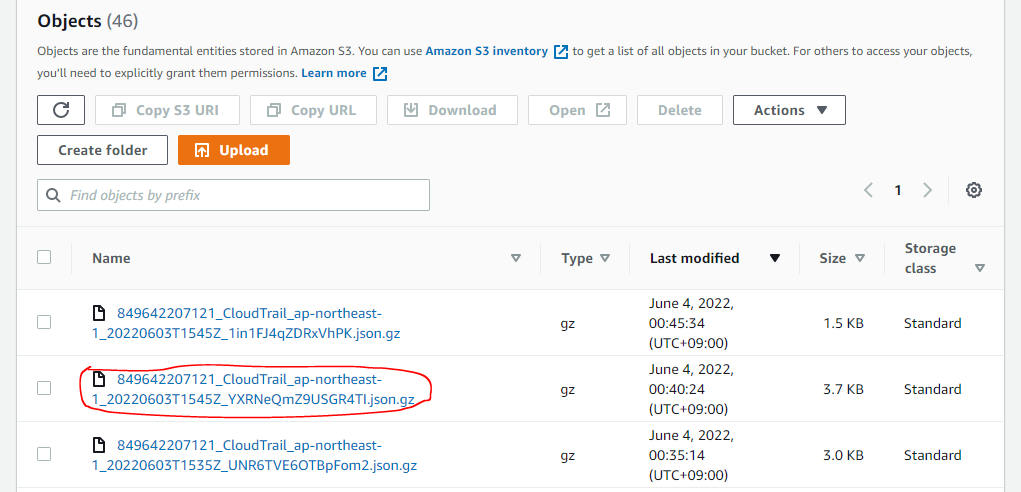 Objects (46)
Objects are the fundamental entities stored in Amazon S3. You can use Amazon S3 inventory to get a list of all objects in your bucket. For others to access your objects,
you'll need to explicitly grant them permissions. Learn more
Copy S3 URI Copy URL Download Open Delete Actions
Create folder Upload
Find objects by prefix 1
Name Type Last modified Size Storage
class
849642207121_CloudTrail_ap-northeast-
1_20220603T1545Z_1in1FJ4qZDRxVhPK.json.gz
gz
June 4, 2022,
00:45:34
(UTC+09:00)
1.5 KB
Standard
849642207121_CloudTrail_ap-northeast-
1_20220603T1545Z_YXRNeQmZ9USGR4TI.json.gz
gz
June 4, 2022,
00:40:24
(UTC+09:00)
3.7 KB
Standard
849642207121_CloudTrail_ap-northeast-
1_20220603T1535Z_UNR6TVE6OTBpFom2.json.gz
gz
June 4, 2022,
00:35:14
(UTC+09:00)
3.0 KB
Standard